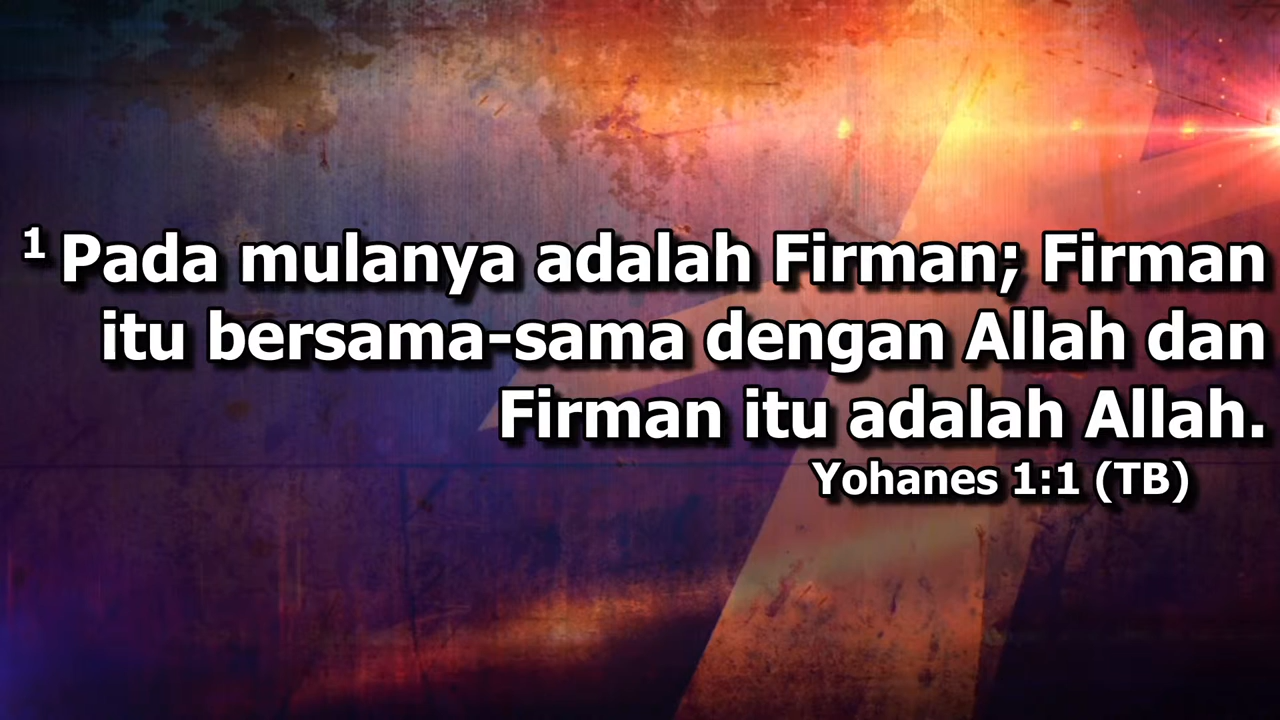 1 Pada mulanya adalah Firman; Firman
itu bersama-sama dengan Allah dan
Firman itu adalah Allah.
Yohanes 1:1 (TB)